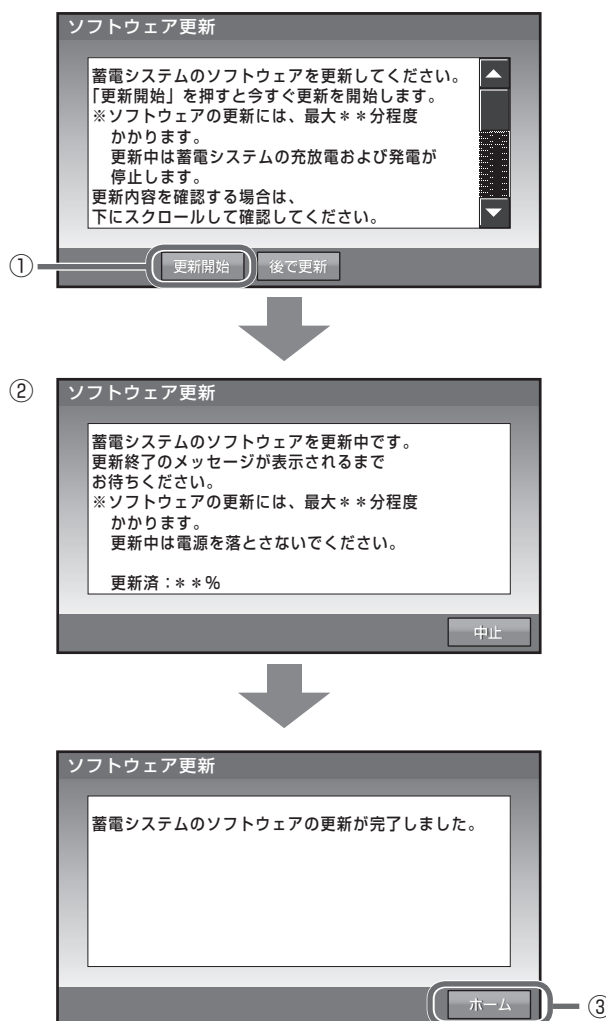 ソフトウェア更新
蓄電システムのソフトウェアを更新してください。
「更新開始」を押すと今すぐ更新を開始します。
※ソフトウェアの更新には、最大＊＊分程度
かかります。
更新中は蓄電システムの充放電および発電が
停止します。
更新内容を確認する場合は、
下にスクロールして確認してください。
① 更新開始 後で更新
②
ソフトウェア更新
蓄電システムのソフトウェアを更新中です。
更新終了のメッセージが表示されるまで
お待ちください。
※ソフトウェアの更新には、最大＊＊分程度
かかります。
更新中は電源を落とさないでください。
更新済：＊＊％
中止
ソフトウェア更新
蓄電システムのソフトウェアの更新が完了しました。
ホーム ③